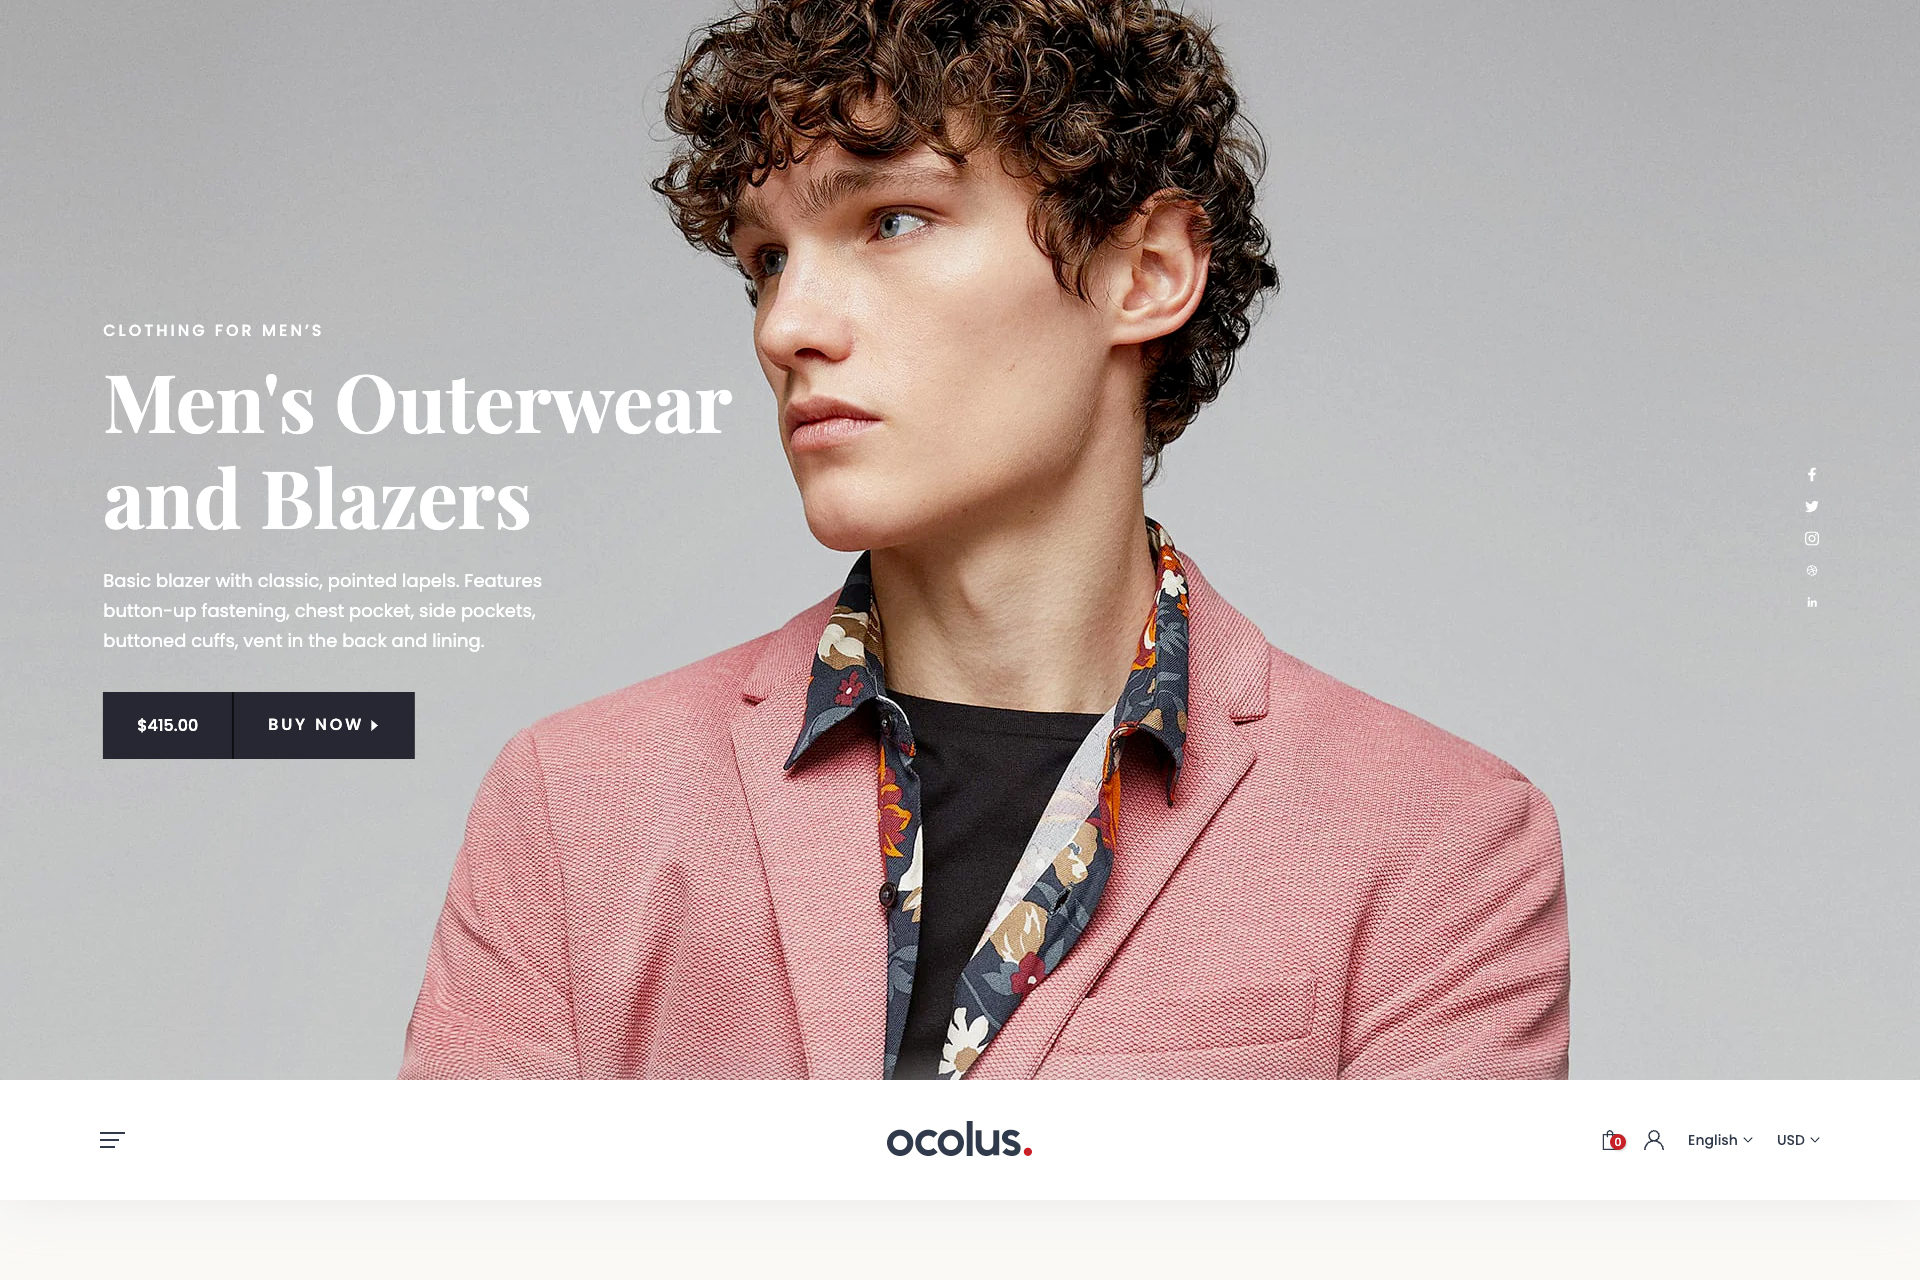 CLOTHING FOR MEN'S
Men's Outerwear
and Blazers
Basic blazer with classic, pointed lapels. Features
button-up fastening, chest pocket, side pockets,
buttoned cuffs, vent in the back and lining.
$415.00 BUY NOW
ocolus.
0 English USD